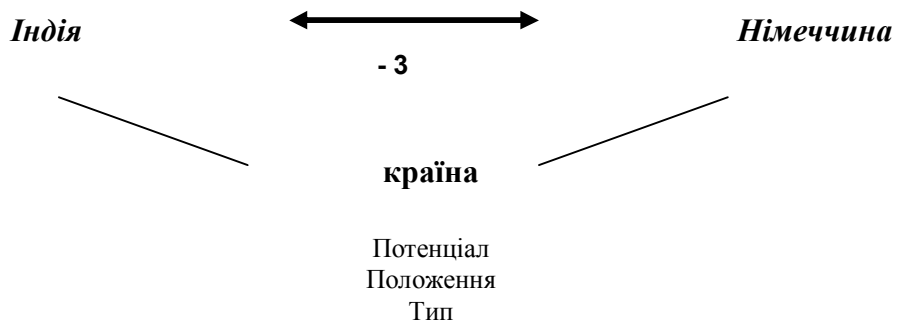 Індія Німеччина
- 3
країна
Потенціал
Положення
Тип